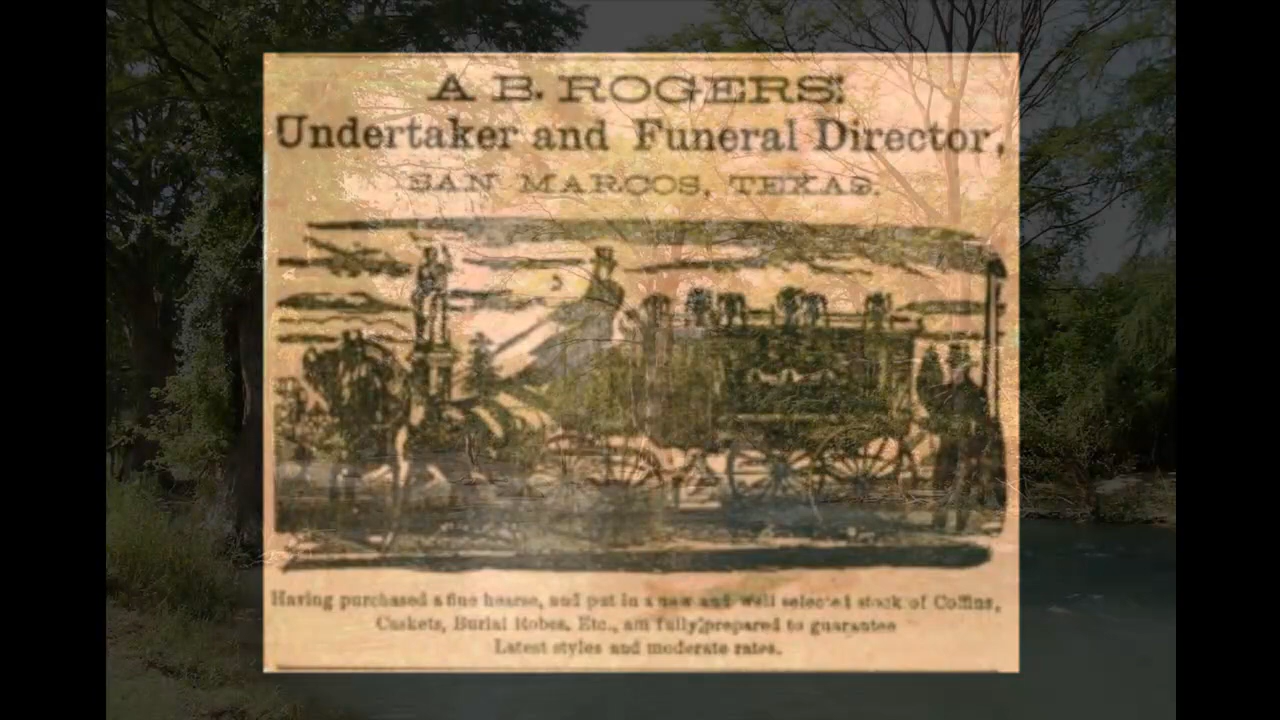 A. B. ROGERS:
Undertaker and Funeral Director,
SAN MARCOS, TEXAS.
Having purchased a fine hearse, and put in a new and well selected stock of Coffins,
Caskets, Burial Robes, Etc., am fully prepared to guarantee
Latest styles and moderate rates.